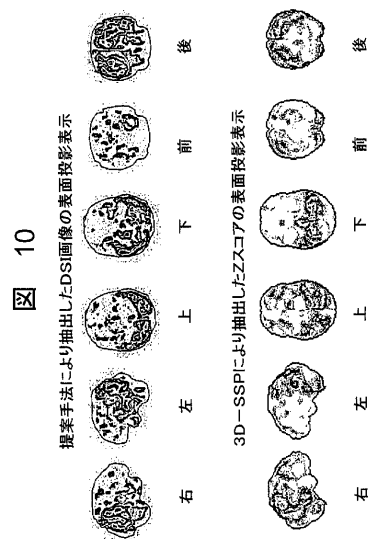 図 10
提案手法により抽出したDSI画像の表面投影表示
右 左 上 下 前 後
3D-SSPにより抽出したZスコアの表面投影表示
右 左 上 下 前 後